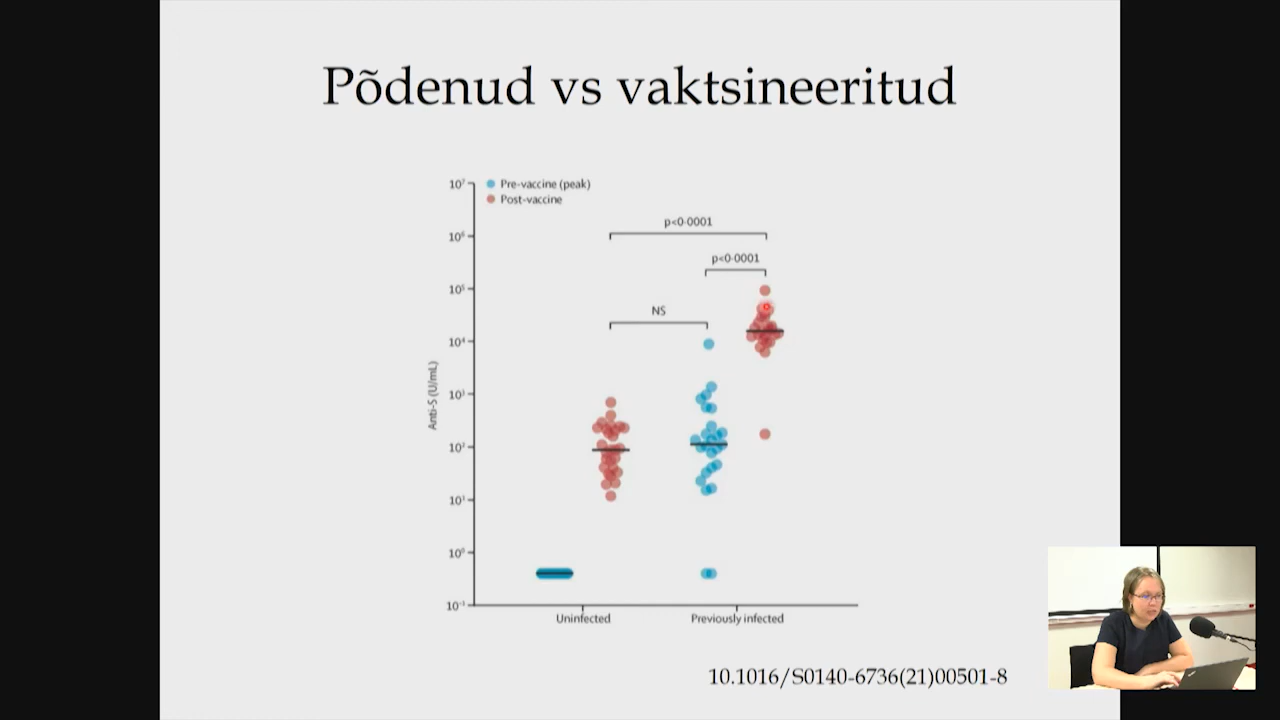 Põdenud vs vaktsineeritud
Pre-vaccine (peak)
Post-vaccine
10⁷
10⁶
10⁵
10⁴
10³
10²
10¹
10⁰
10⁻¹
Anti-S (U/mL)
p<0·0001
p<0·0001
NS
Uninfected
Previously infected
10.1016/S0140-6736(21)00501-8